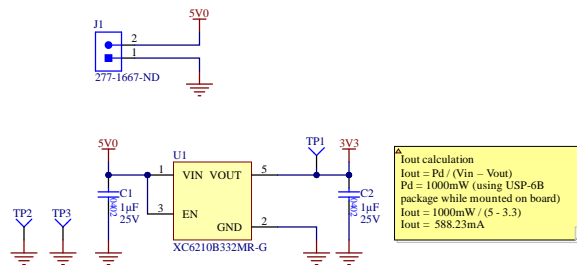 5V0
J1
2
1
277-1667-ND
5V0
U1
TP1
3V3
1
VIN VOUT
5
C1
1µF
25V
0402
3
EN
GND
2
C2
1µF
25V
0402
TP2
TP3
XC6210B332MR-G
Iout calculation
Iout = Pd / (Vin – Vout)
Pd = 1000mW (using USP-6B
package while mounted on board)
Iout = 1000mW / (5 - 3.3)
Iout = 588.23mA